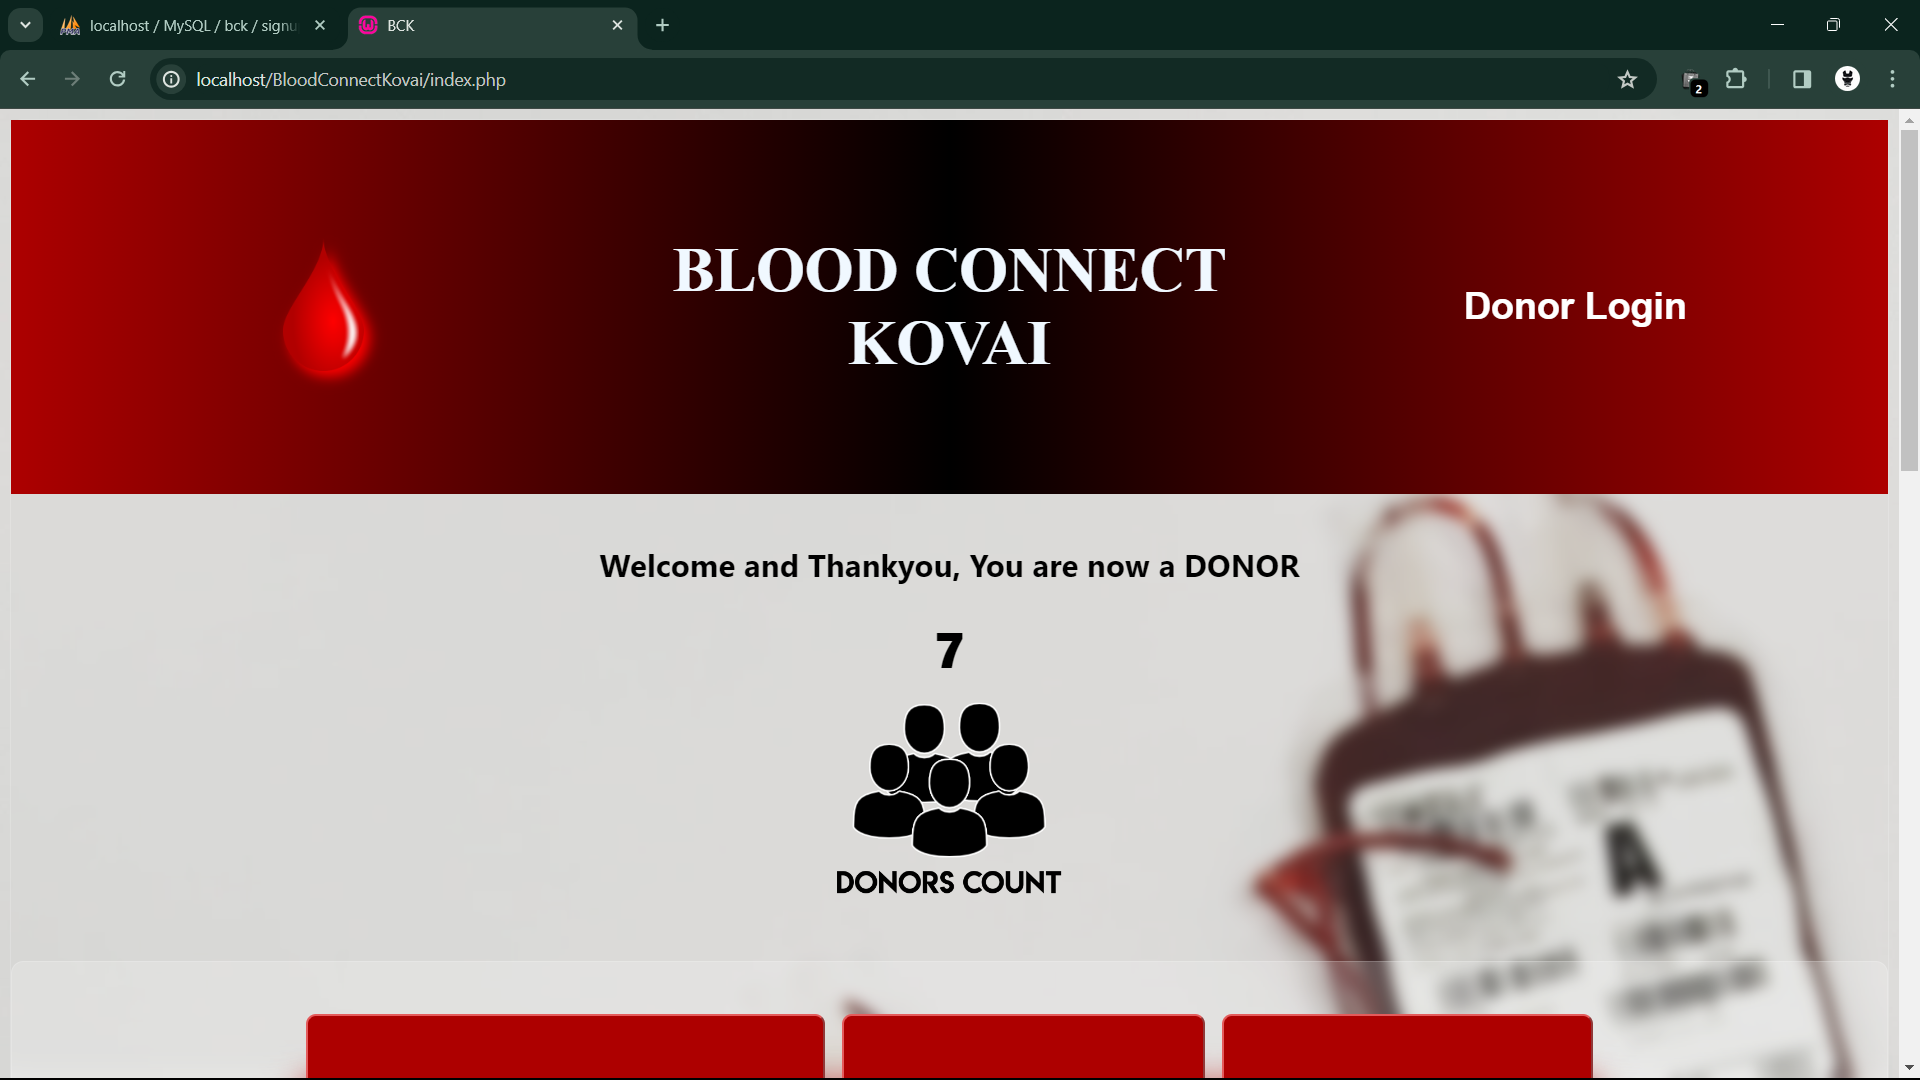 localhost / MySQL / bck / signu
BCK
localhost/BloodConnectKovai/index.php
2
BLOOD CONNECT
KOVAI
Donor Login
Welcome and Thankyou, You are now a DONOR
7
DONORS COUNT
A